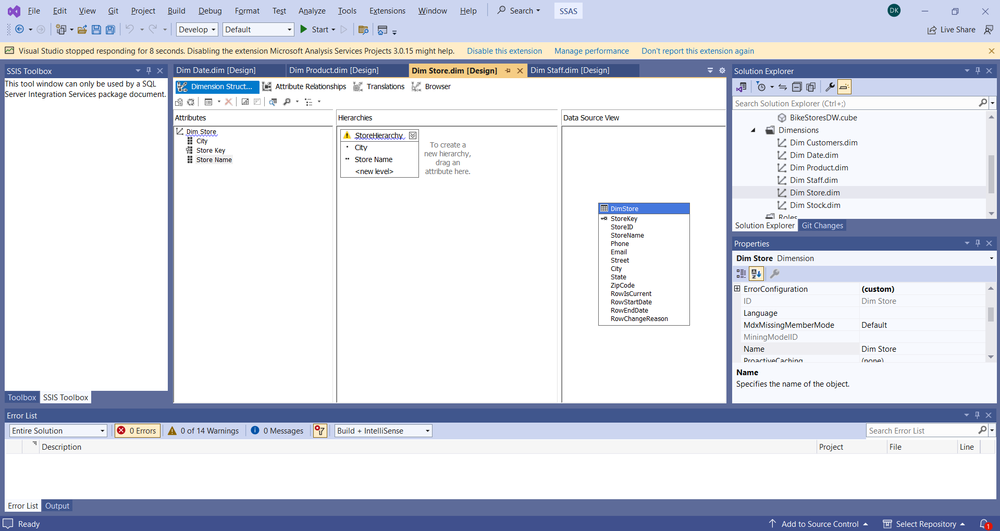 File Edit View Git Project Build Debug Format Test Analyze Tools Extensions Window Help Search SSAS DK
Develop Default Start Live Share
Visual Studio stopped responding for 8 seconds. Disabling the extension Microsoft Analysis Services Projects 3.0.15 might help. Disable this extension Manage performance Don't report this extension again
SSIS Toolbox
This tool window can only be used by a SQL
Server Integration Services package document.
Toolbox SSIS Toolbox
Dim Date.dim [Design] Dim Product.dim [Design] Dim Store.dim [Design] Dim Staff.dim [Design]
Dimension Struct... Attribute Relationships Translations Browser
Attributes
Dim Store
City
Store Key
Store Name
Hierarchies
StoreHierarchy
City
Store Name
<new level>
To create a
new hierarchy,
drag an
attribute here.
Data Source View
DimStore
StoreKey
StoreID
StoreName
Phone
Email
Street
City
State
ZipCode
RowIsCurrent
RowStartDate
RowEndDate
RowChangeReason
Solution Explorer
Search Solution Explorer (Ctrl+;)
BikeStoresDW.cube
Dimensions
Dim Customers.dim
Dim Date.dim
Dim Product.dim
Dim Staff.dim
Dim Store.dim
Dim Stock.dim
Roles
Solution Explorer Git Changes
Properties
Dim Store Dimension
ErrorConfiguration (custom)
ID Dim Store
Language
MdxMissingMemberMode Default
MiningModelID
Name Dim Store
ProactiveCaching (none)
Name
Specifies the name of the object.
Error List
Entire Solution 0 Errors 0 of 14 Warnings 0 Messages Build + IntelliSense Search Error List
Description Project File Line
Error List Output
Ready Add to Source Control Select Repository 1